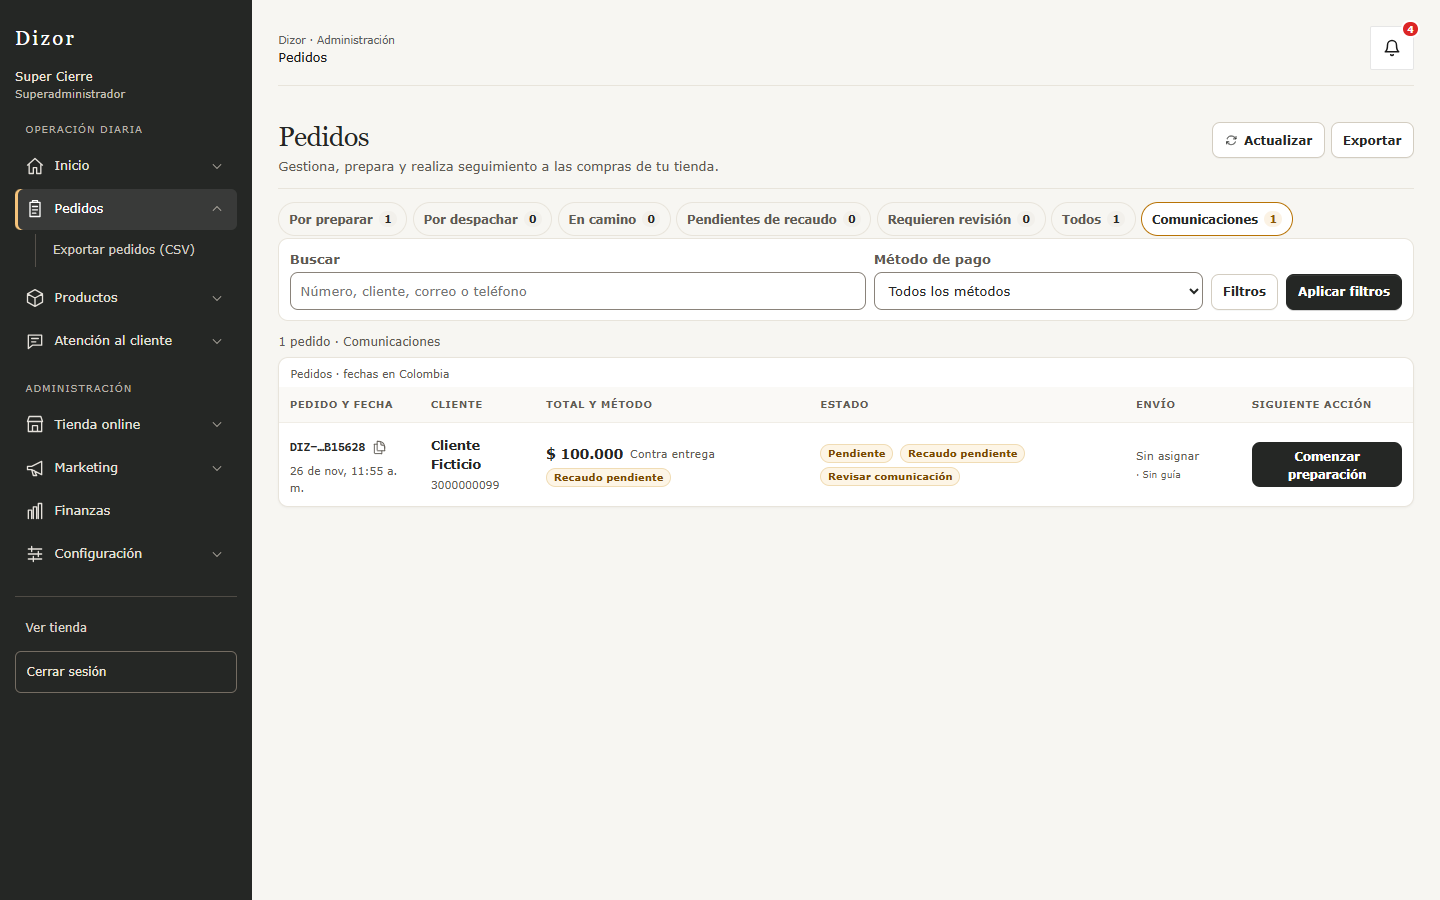 Dizor
Super Cierre
Superadministrador
OPERACIÓN DIARIA
Inicio
Pedidos
Exportar pedidos (CSV)
Productos
Atención al cliente
ADMINISTRACIÓN
Tienda online
Marketing
Finanzas
Configuración
Ver tienda
Cerrar sesión
Dizor · Administración
Pedidos
4
Pedidos
Gestiona, prepara y realiza seguimiento a las compras de tu tienda.
Actualizar
Exportar
Por preparar 1
Por despachar 0
En camino 0
Pendientes de recaudo 0
Requieren revisión 0
Todos 1
Comunicaciones 1
Buscar
Número, cliente, correo o teléfono
Método de pago
Todos los métodos
Filtros
Aplicar filtros
1 pedido · Comunicaciones
Pedidos · fechas en Colombia
PEDIDO Y FECHA
CLIENTE
TOTAL Y MÉTODO
ESTADO
ENVÍO
SIGUIENTE ACCIÓN
DIZ-…B15628
26 de nov, 11:55 a.
m.
Cliente
Ficticio
3000000099
$ 100.000 Contra entrega
Recaudo pendiente
Pendiente
Recaudo pendiente
Revisar comunicación
Sin asignar
· Sin guía
Comenzar
preparación